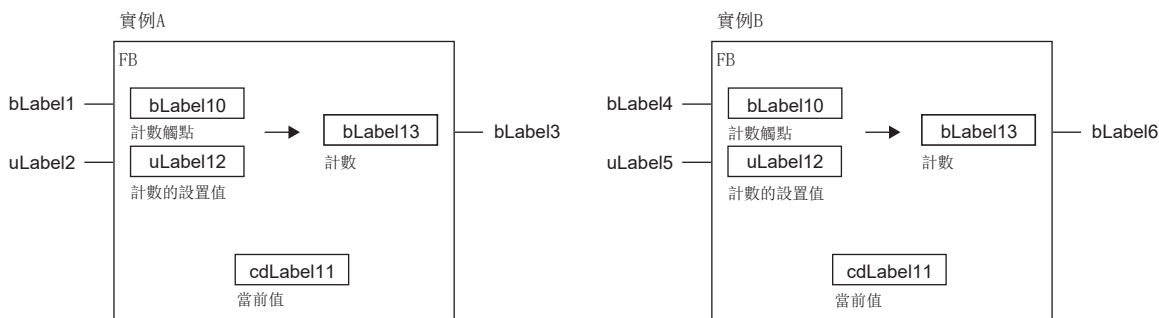 實例A
FB
bLabel1
bLabel10
計數觸點
bLabel13
bLabel3
uLabel2
uLabel12
計數
計數的設置值
cdLabel11
當前值
實例B
FB
bLabel4
bLabel10
計數觸點
bLabel13
bLabel6
uLabel5
uLabel12
計數
計數的設置值
cdLabel11
當前值